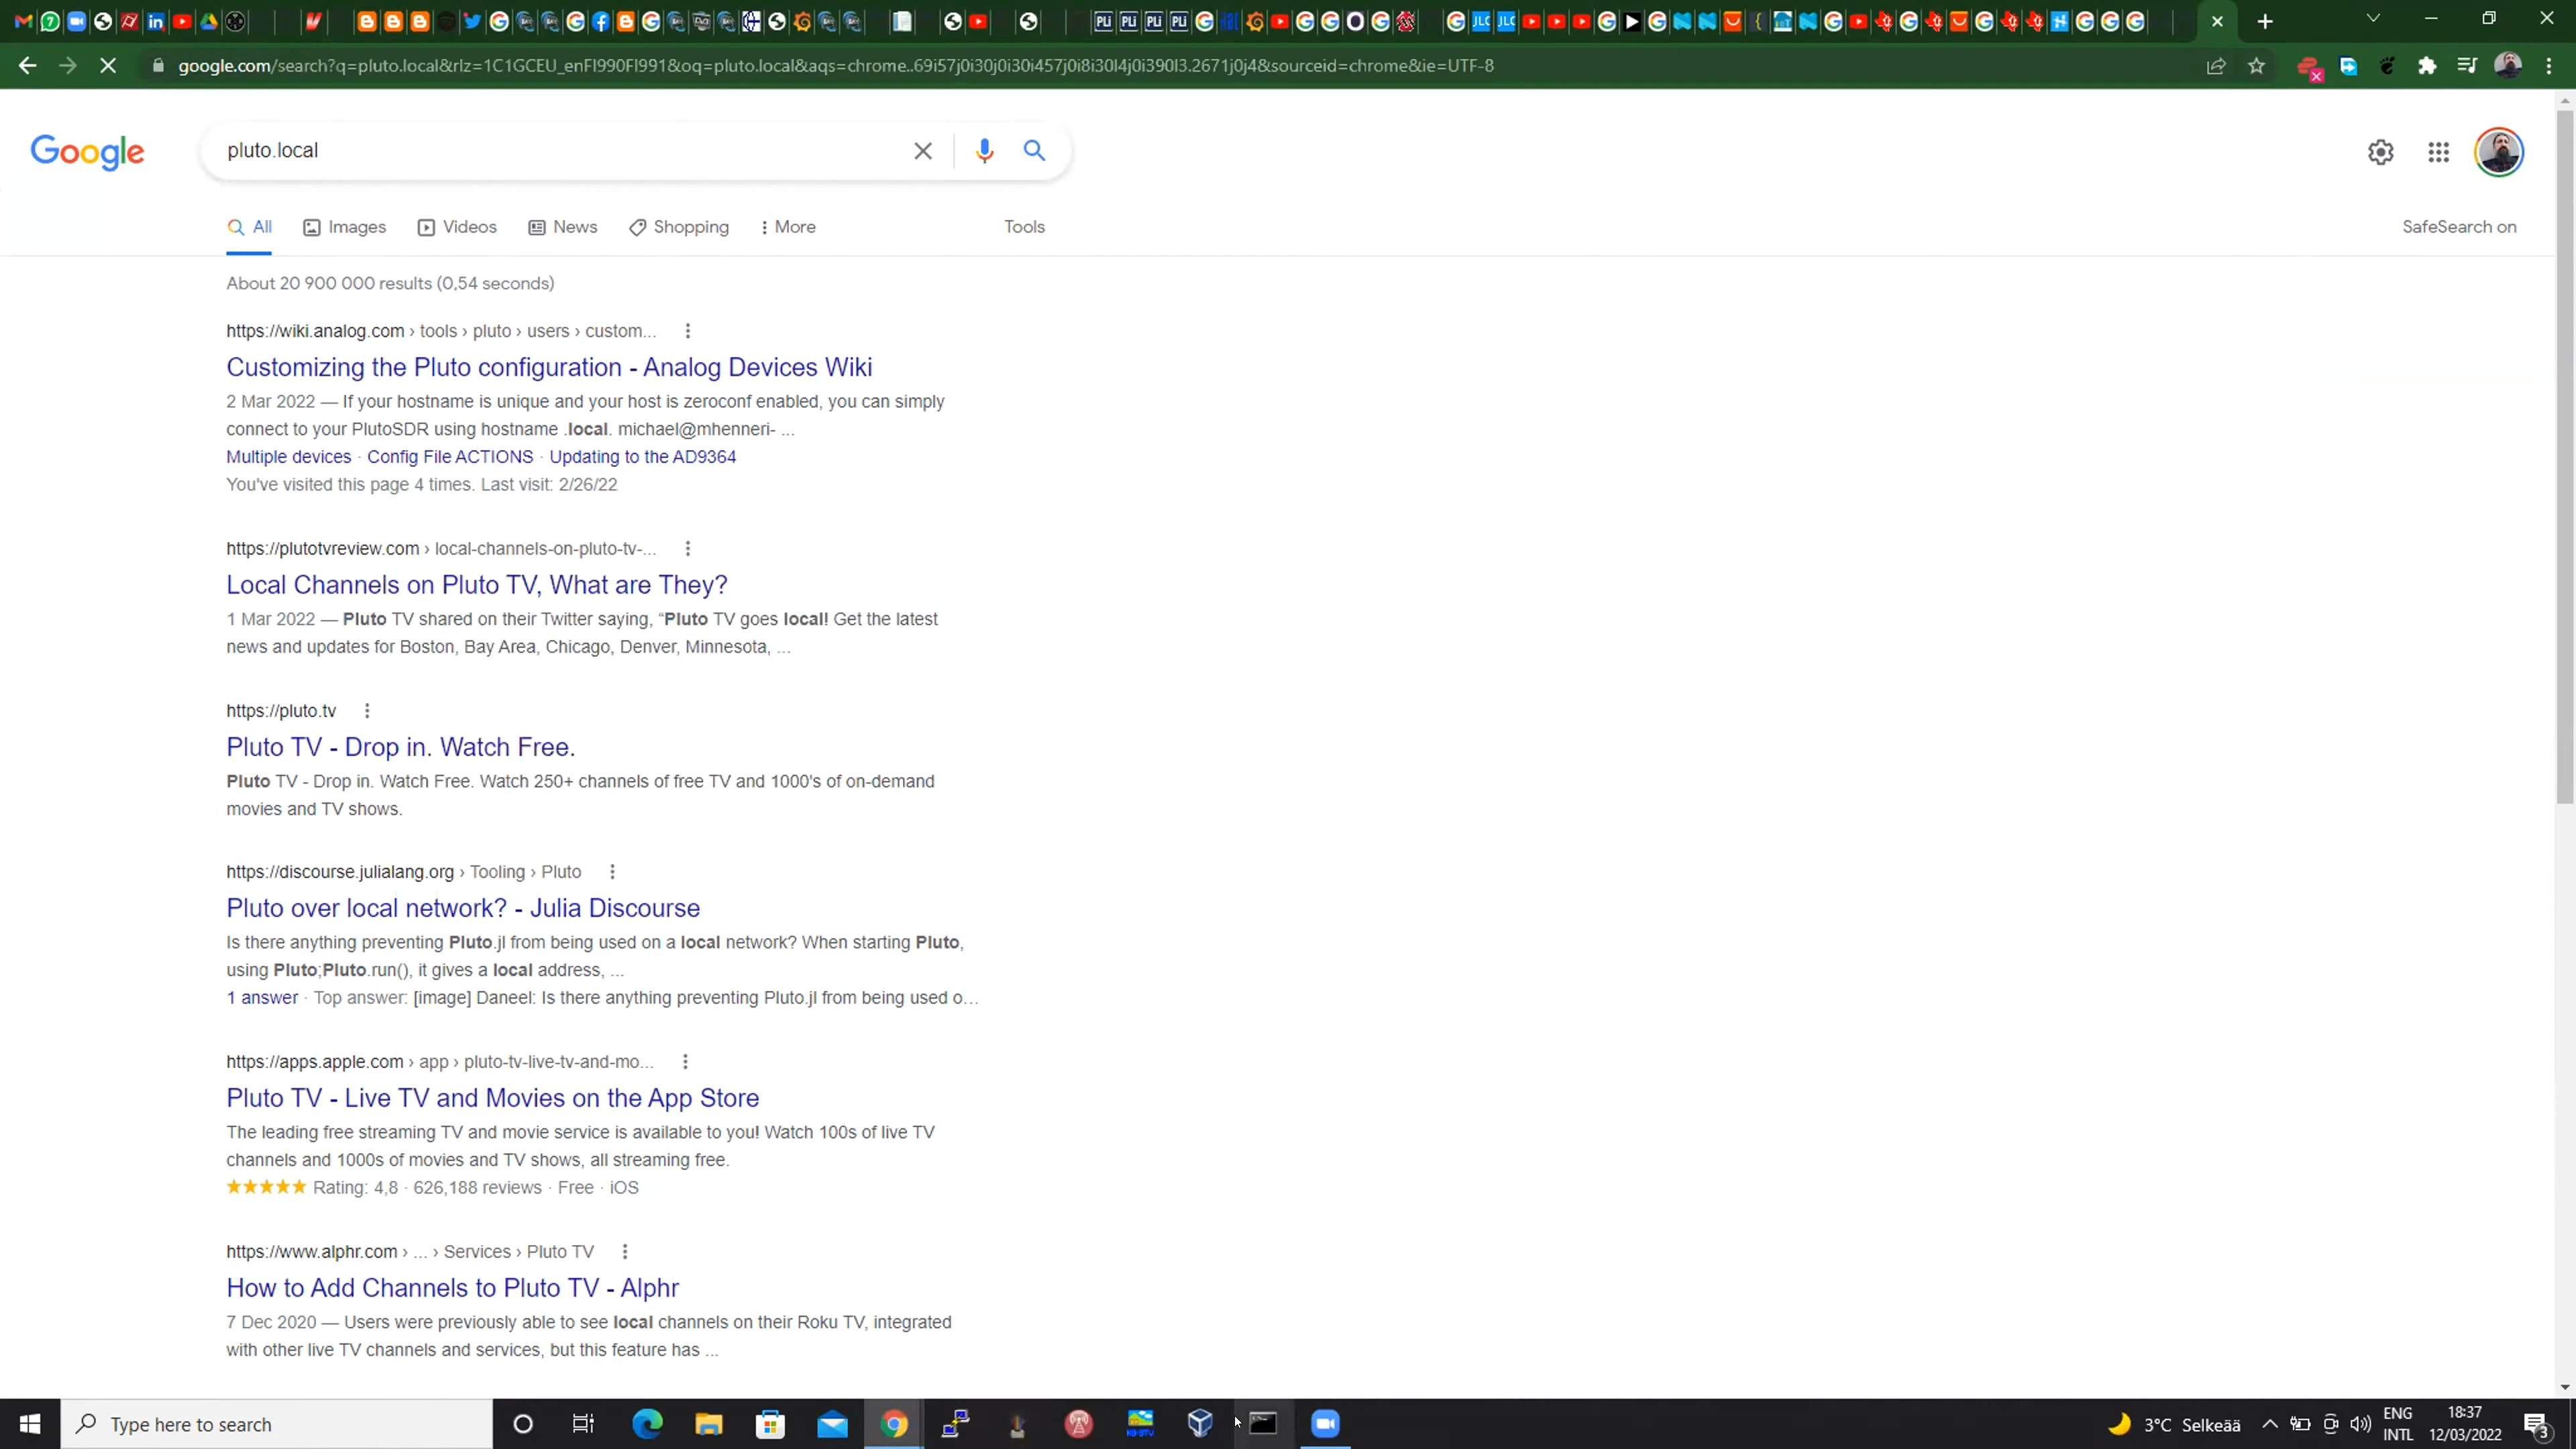 google.com/search?q=pluto.local&rlz=1C1GCEU_enFI990FI991&oq=pluto.local&aqs=chrome..69i57j0i30j0i30i457j0i8i30l4j0i390l3.2671j0j4&sourceid=chrome&ie=UTF-8
Google
pluto.local
All Images Videos News Shopping More Tools SafeSearch on
About 20 900 000 results (0,54 seconds)
https://wiki.analog.com › tools › pluto › users › custom...
Customizing the Pluto configuration - Analog Devices Wiki
2 Mar 2022 — If your hostname is unique and your host is zeroconf enabled, you can simply
connect to your PlutoSDR using hostname .local. michael@mhenneri- ...
Multiple devices · Config File ACTIONS · Updating to the AD9364
You've visited this page 4 times. Last visit: 2/26/22
https://plutotvreview.com › local-channels-on-pluto-tv-...
Local Channels on Pluto TV, What are They?
1 Mar 2022 — Pluto TV shared on their Twitter saying, “Pluto TV goes local! Get the latest
news and updates for Boston, Bay Area, Chicago, Denver, Minnesota, ...
https://pluto.tv
Pluto TV - Drop in. Watch Free.
Pluto TV - Drop in. Watch Free. Watch 250+ channels of free TV and 1000's of on-demand
movies and TV shows.
https://discourse.julialang.org › Tooling › Pluto
Pluto over local network? - Julia Discourse
Is there anything preventing Pluto.jl from being used on a local network? When starting Pluto,
using Pluto;Pluto.run(), it gives a local address, ...
1 answer · Top answer: [image] Daneel: Is there anything preventing Pluto.jl from being used o...
https://apps.apple.com › app › pluto-tv-live-tv-and-mo...
Pluto TV - Live TV and Movies on the App Store
The leading free streaming TV and movie service is available to you! Watch 100s of live TV
channels and 1000s of movies and TV shows, all streaming free.
★★★★★ Rating: 4,8 · 626,188 reviews · Free · iOS
https://www.alphr.com › ... › Services › Pluto TV
How to Add Channels to Pluto TV - Alphr
7 Dec 2020 — Users were previously able to see local channels on their Roku TV, integrated
with other live TV channels and services, but this feature has ...
Type here to search
3°C Selkeää
ENG
INTL
18:37
12/03/2022
3